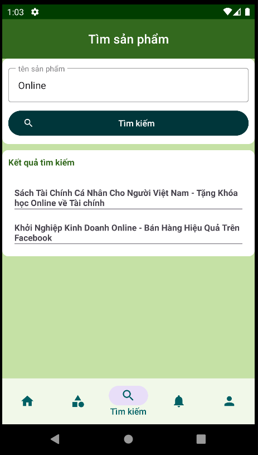 1:03
Tìm sản phẩm
tên sản phẩm
Online
Tìm kiếm
Kết quả tìm kiếm
Sách Tài Chính Cá Nhân Cho Người Việt Nam - Tặng Khóa
học Online về Tài chính
Khởi Nghiệp Kinh Doanh Online - Bán Hàng Hiệu Quả Trên
Facebook
Tìm kiếm